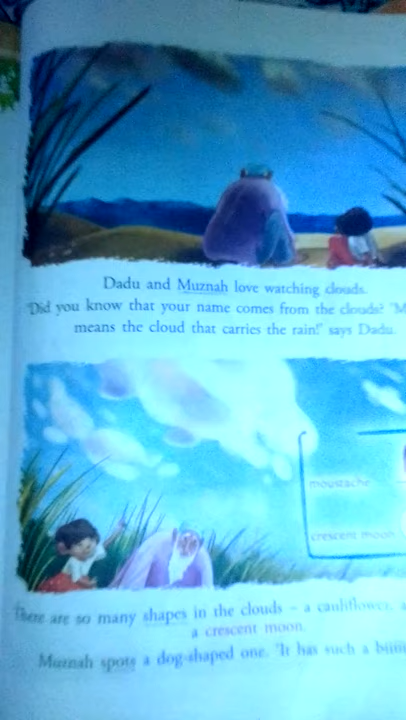 Dadu and Muznah love watching clouds.
"Did you know that your name comes from the clouds? "M
means the cloud that carries the rain!" says Dadu.
moustache
crescent moon
There are so many shapes in the clouds – a cauliflower, a
a crescent moon.
Muznah spots a dog-shaped one. "It has such a